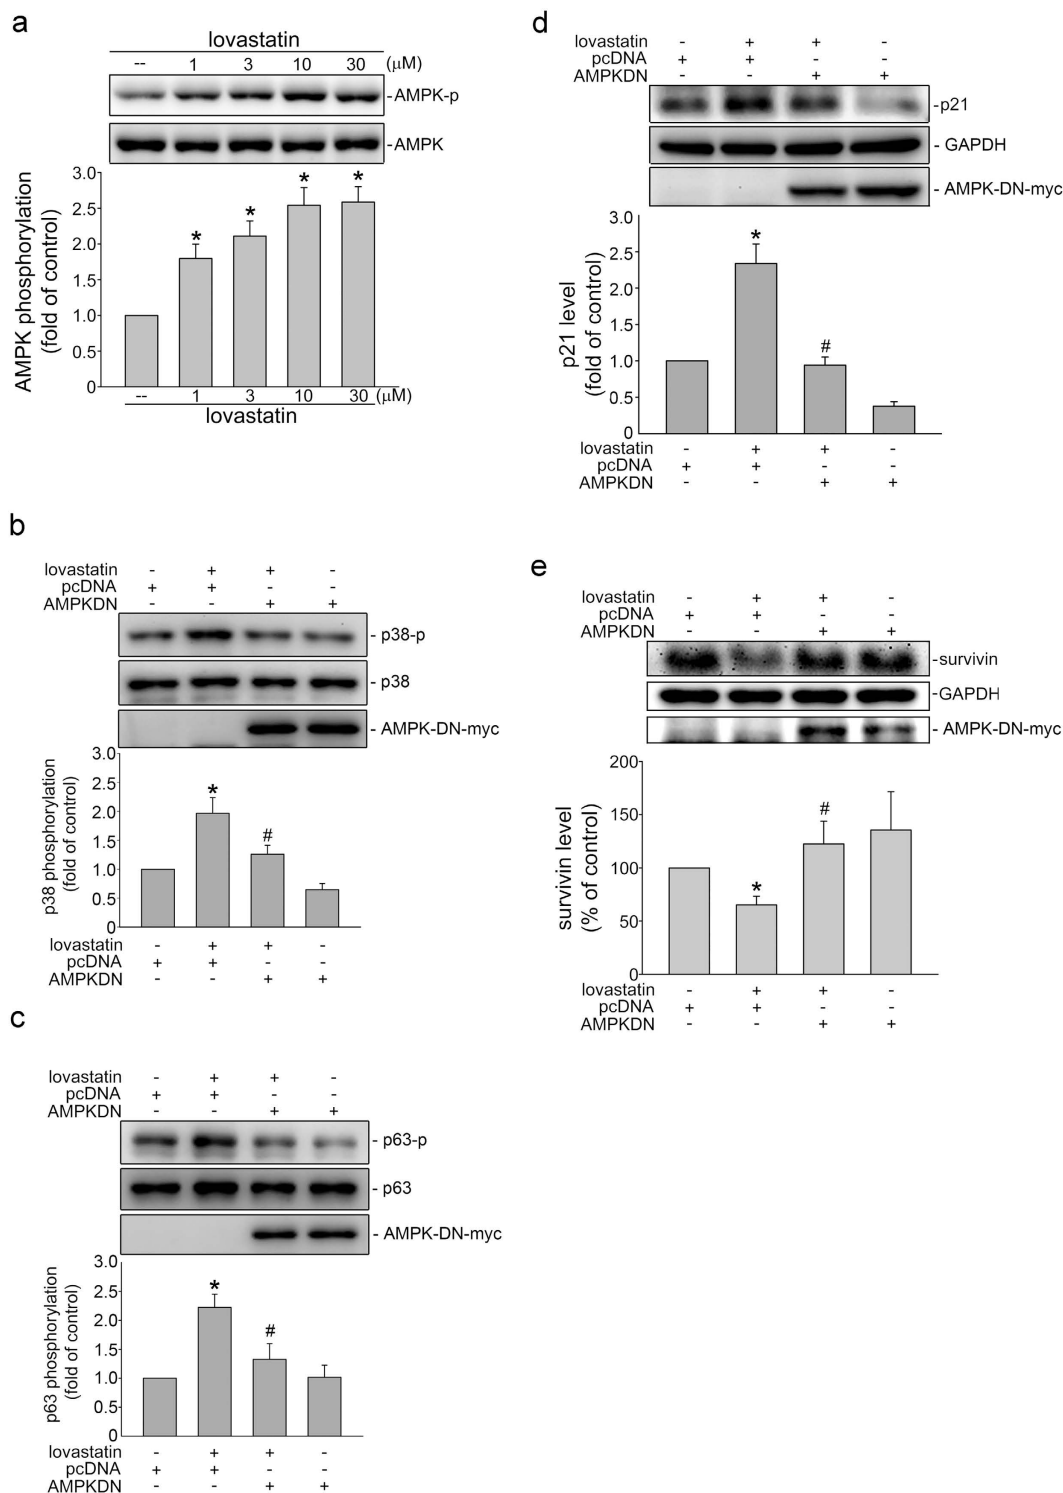 a
lovastatin
-- 1 3 10 30 (μM)
-AMPK-p
-AMPK
AMPK phosphorylation
(fold of control)
3.0
2.5
2.0
1.5
1.0
0.5
0
* * * *
-- 1 3 10 30 (μM)
lovastatin
b
lovastatin - + + -
pcDNA + + - -
AMPKDN - - + +
- p38-p
- p38
- AMPK-DN-myc
p38 phosphorylation
(fold of control)
3.0
2.5
2.0
1.5
1.0
0.5
0
* #
lovastatin - + + -
pcDNA + + - -
AMPKDN - - + +
c
lovastatin - + + -
pcDNA + + - -
AMPKDN - - + +
- p63-p
- p63
- AMPK-DN-myc
p63 phosphorylation
(fold of control)
3.0
2.5
2.0
1.5
1.0
0.5
0
* #
lovastatin - + + -
pcDNA + + - -
AMPKDN - - + +
d
lovastatin - + + -
pcDNA + + - -
AMPKDN - - + +
-p21
- GAPDH
- AMPK-DN-myc
p21 level
(fold of control)
3.0
2.5
2.0
1.5
1.0
0.5
0
* #
lovastatin - + + -
pcDNA + + - -
AMPKDN - - + +
e
lovastatin - + + -
pcDNA + + - -
AMPKDN - - + +
-survivin
-GAPDH
- AMPK-DN-myc
survivin level
(% of control)
200
150
100
50
0
* #
lovastatin - + + -
pcDNA + + - -
AMPKDN - - + +